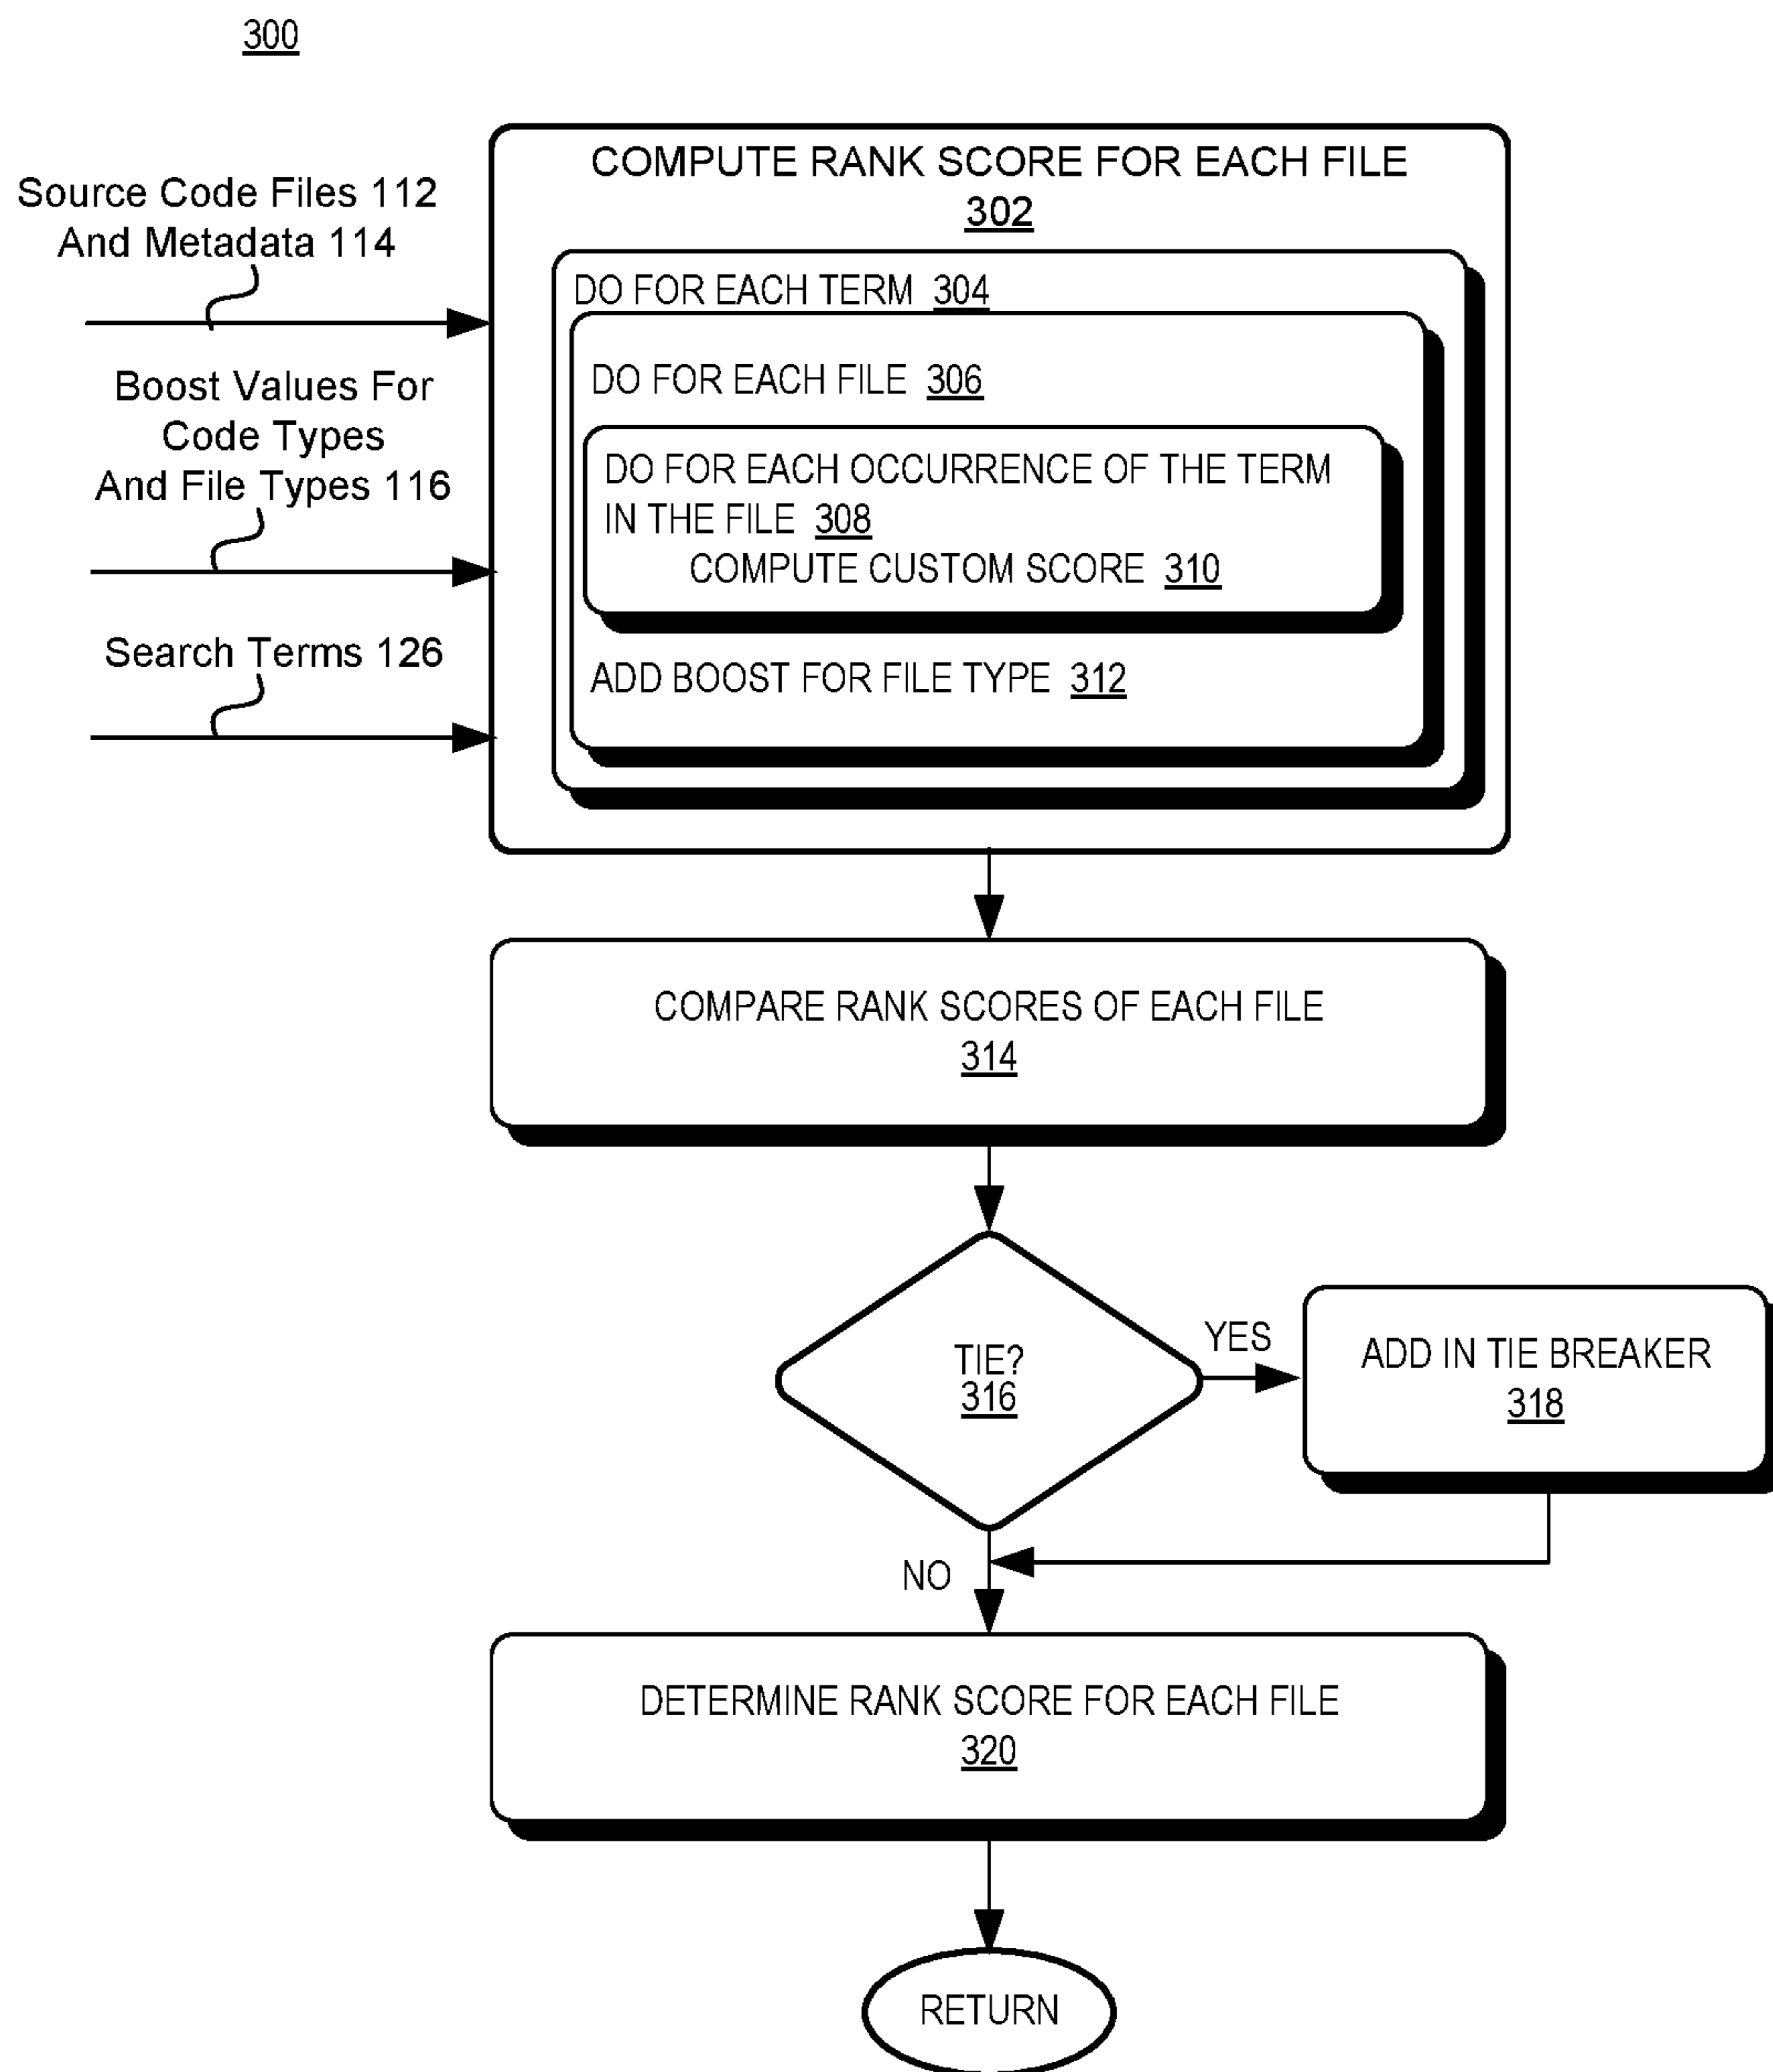 300
COMPUTE RANK SCORE FOR EACH FILE
302
Source Code Files 112
And Metadata 114
Boost Values For
Code Types
And File Types 116
Search Terms 126
DO FOR EACH TERM 304
DO FOR EACH FILE 306
DO FOR EACH OCCURRENCE OF THE TERM
IN THE FILE 308
COMPUTE CUSTOM SCORE 310
ADD BOOST FOR FILE TYPE 312
COMPARE RANK SCORES OF EACH FILE
314
TIE?
316
YES
ADD IN TIE BREAKER
318
NO
DETERMINE RANK SCORE FOR EACH FILE
320
RETURN